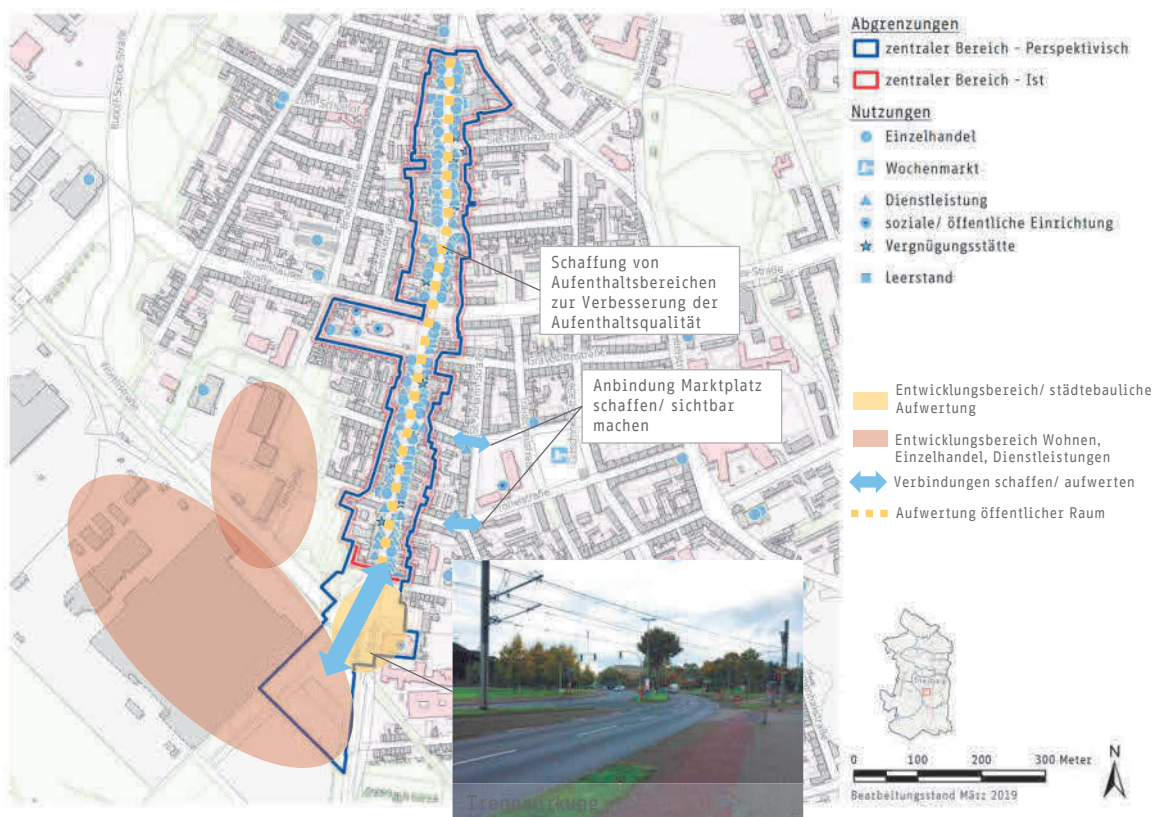 Abgrenzungen
zentraler Bereich - Perspektivisch
zentraler Bereich - Ist
Nutzungen
Einzelhandel
Wochenmarkt
Dienstleistung
soziale/ öffentliche Einrichtung
Vergnügungsstätte
Leerstand
Schaffung von
Aufenthaltsbereichen
zur Verbesserung der
Aufenthaltsqualität
Anbindung Marktplatz
schaffen/ sichtbar
machen
Entwicklungsbereich/ städtebauliche
Aufwertung
Entwicklungsbereich Wohnen,
Einzelhandel, Dienstleistungen
Verbindungen schaffen/ aufwerten
Aufwertung öffentlicher Raum
Trennwirkung
0 100 200 300 Meter
N
Bearbeitungsstand März 2019